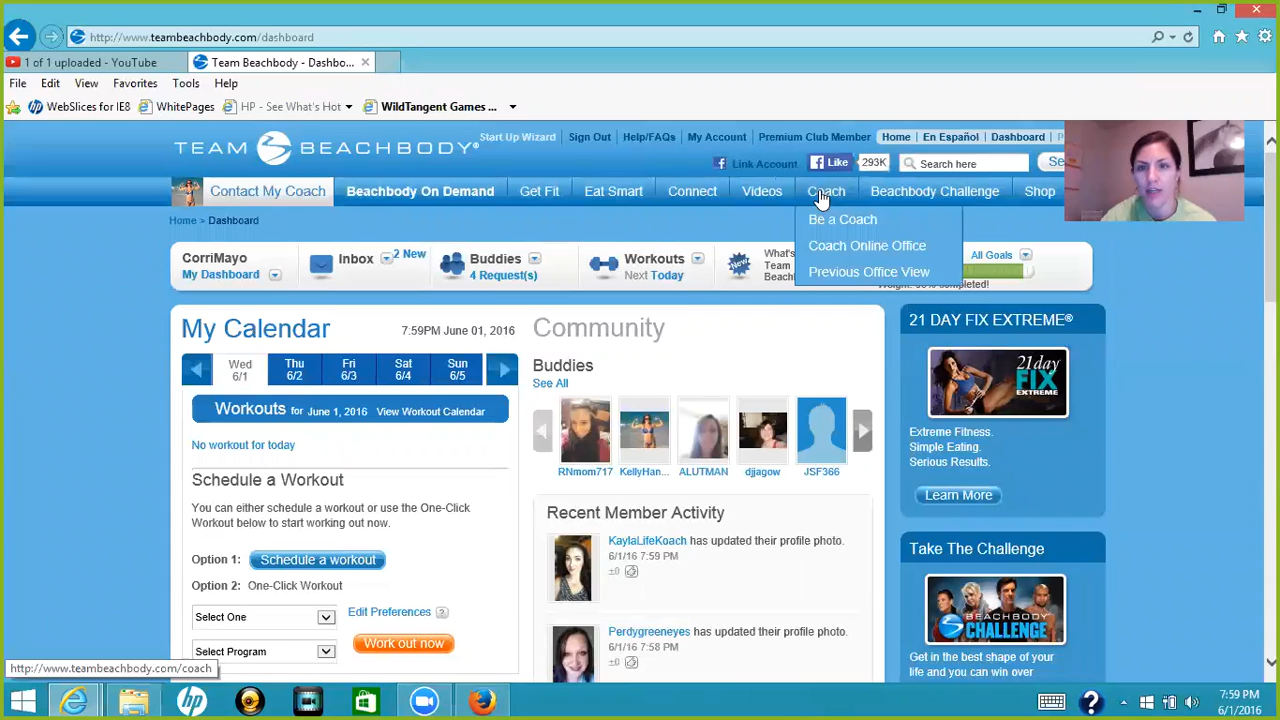 http://www.teambeachbody.com/dashboard
1 of 1 uploaded - YouTube
Team Beachbody - Dashbo...
File Edit View Favorites Tools Help
WebSlices for IE8 WhitePages HP - See What's Hot WildTangent Games ...
Start Up Wizard Sign Out Help/FAQs My Account Premium Club Member Home En Español Dashboard
TEAM BEACHBODY®
Link Account Like 293K Search here
Contact My Coach Beachbody On Demand Get Fit Eat Smart Connect Videos Coach Beachbody Challenge Shop
Be a Coach
Coach Online Office
Previous Office View
Home > Dashboard
CorriMayo
My Dashboard
Inbox 2 New
Buddies
4 Request(s)
Workouts
Next Today
New
What's
Team
All Goals
My Calendar 7:59PM June 01, 2016
Wed 6/1 Thu 6/2 Fri 6/3 Sat 6/4 Sun 6/5
Workouts for June 1, 2016 View Workout Calendar
No workout for today
Schedule a Workout
You can either schedule a workout or use the One-Click
Workout below to start working out now.
Option 1: Schedule a workout
Option 2: One-Click Workout
Select One Edit Preferences ?
Select Program Work out now
Community
Buddies
See All
RNmom717 KellyHan... ALUTMAN djjagow JSF366
Recent Member Activity
KaylaLifeKoach has updated their profile photo.
6/1/16 7:59 PM
±0
Perdygreeneyes has updated their profile photo.
6/1/16 7:58 PM
±0
21 DAY FIX EXTREME®
21day
FIX
EXTREME
Extreme Fitness.
Simple Eating.
Serious Results.
Learn More
Take The Challenge
BEACHBODY
CHALLENGE
Get in the best shape of your
life and you can win over
http://www.teambeachbody.com/coach
7:59 PM
6/1/2016